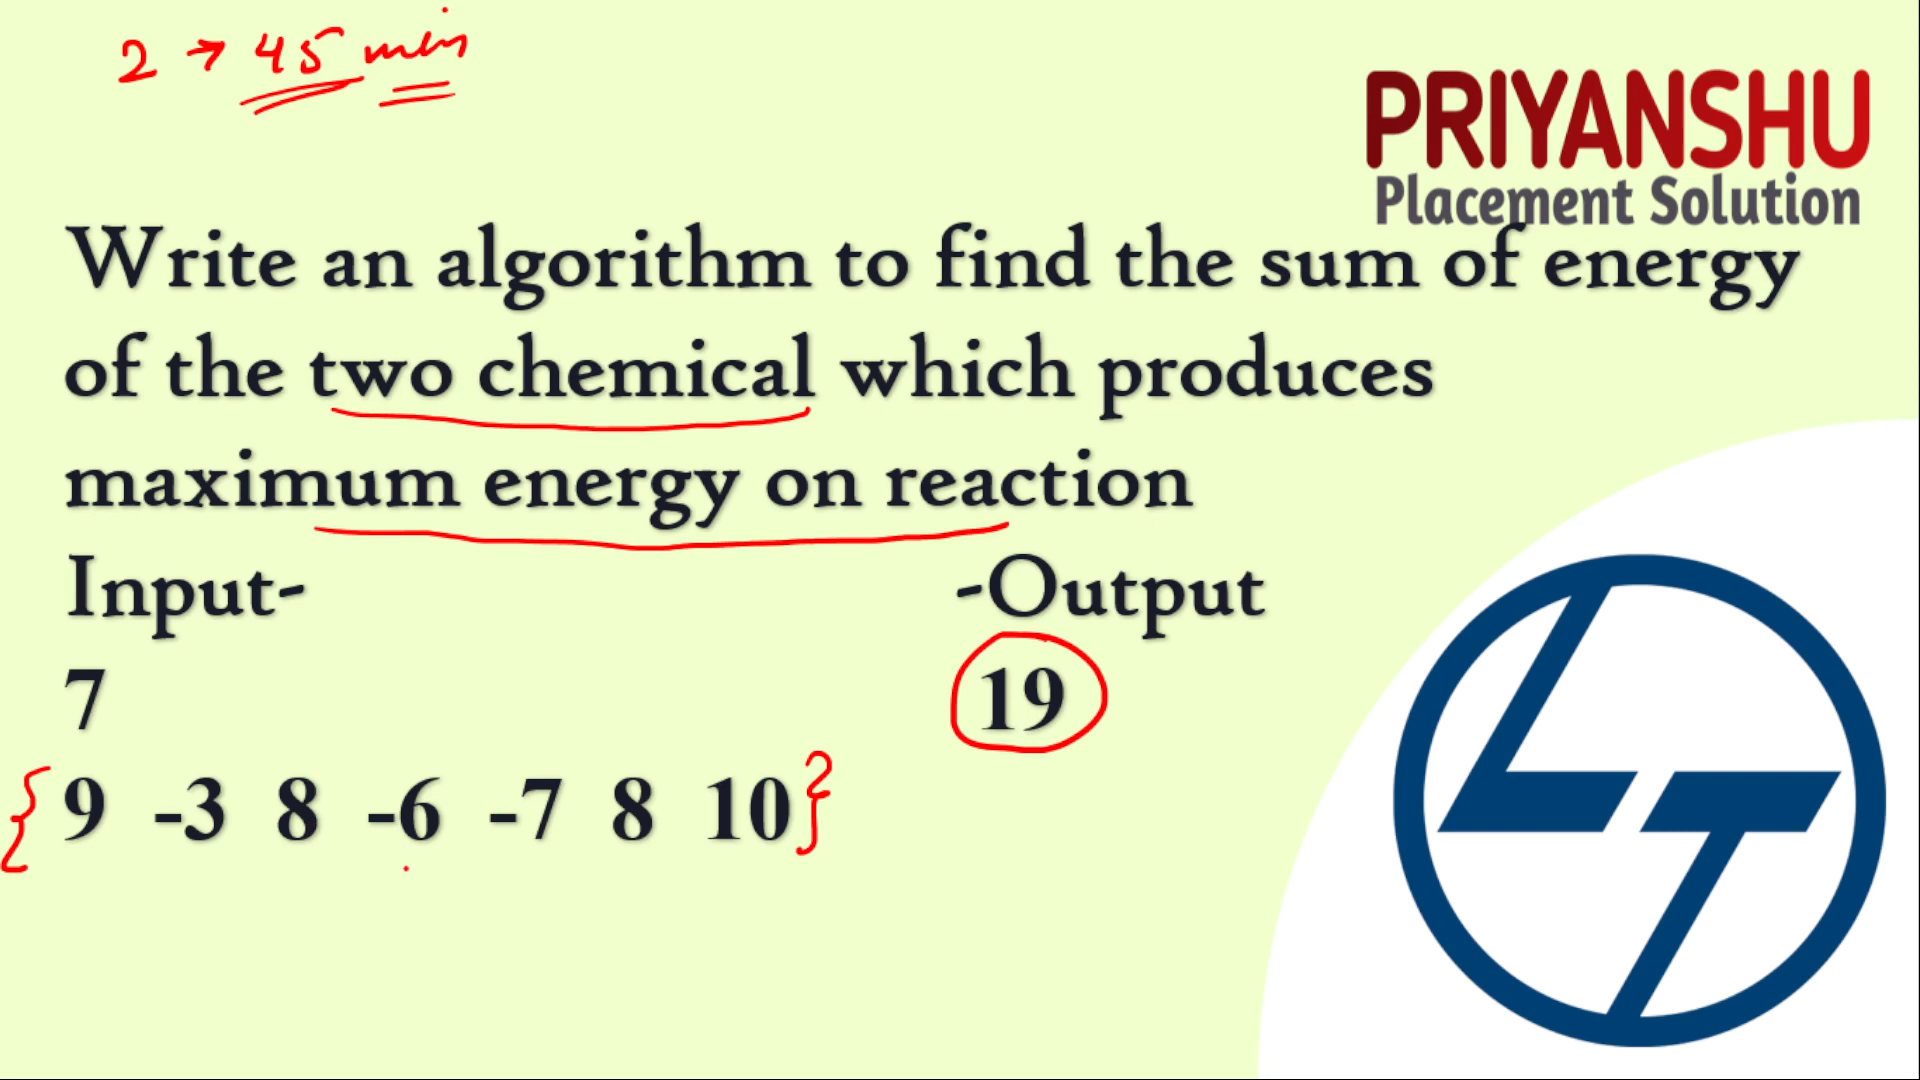 2 → 45 min
PRIYANSHU
Placement Solution
Write an algorithm to find the sum of energy
of the two chemical which produces
maximum energy on reaction
Input- -Output
7 19
{9 -3 8 -6 -7 8 10}
LT